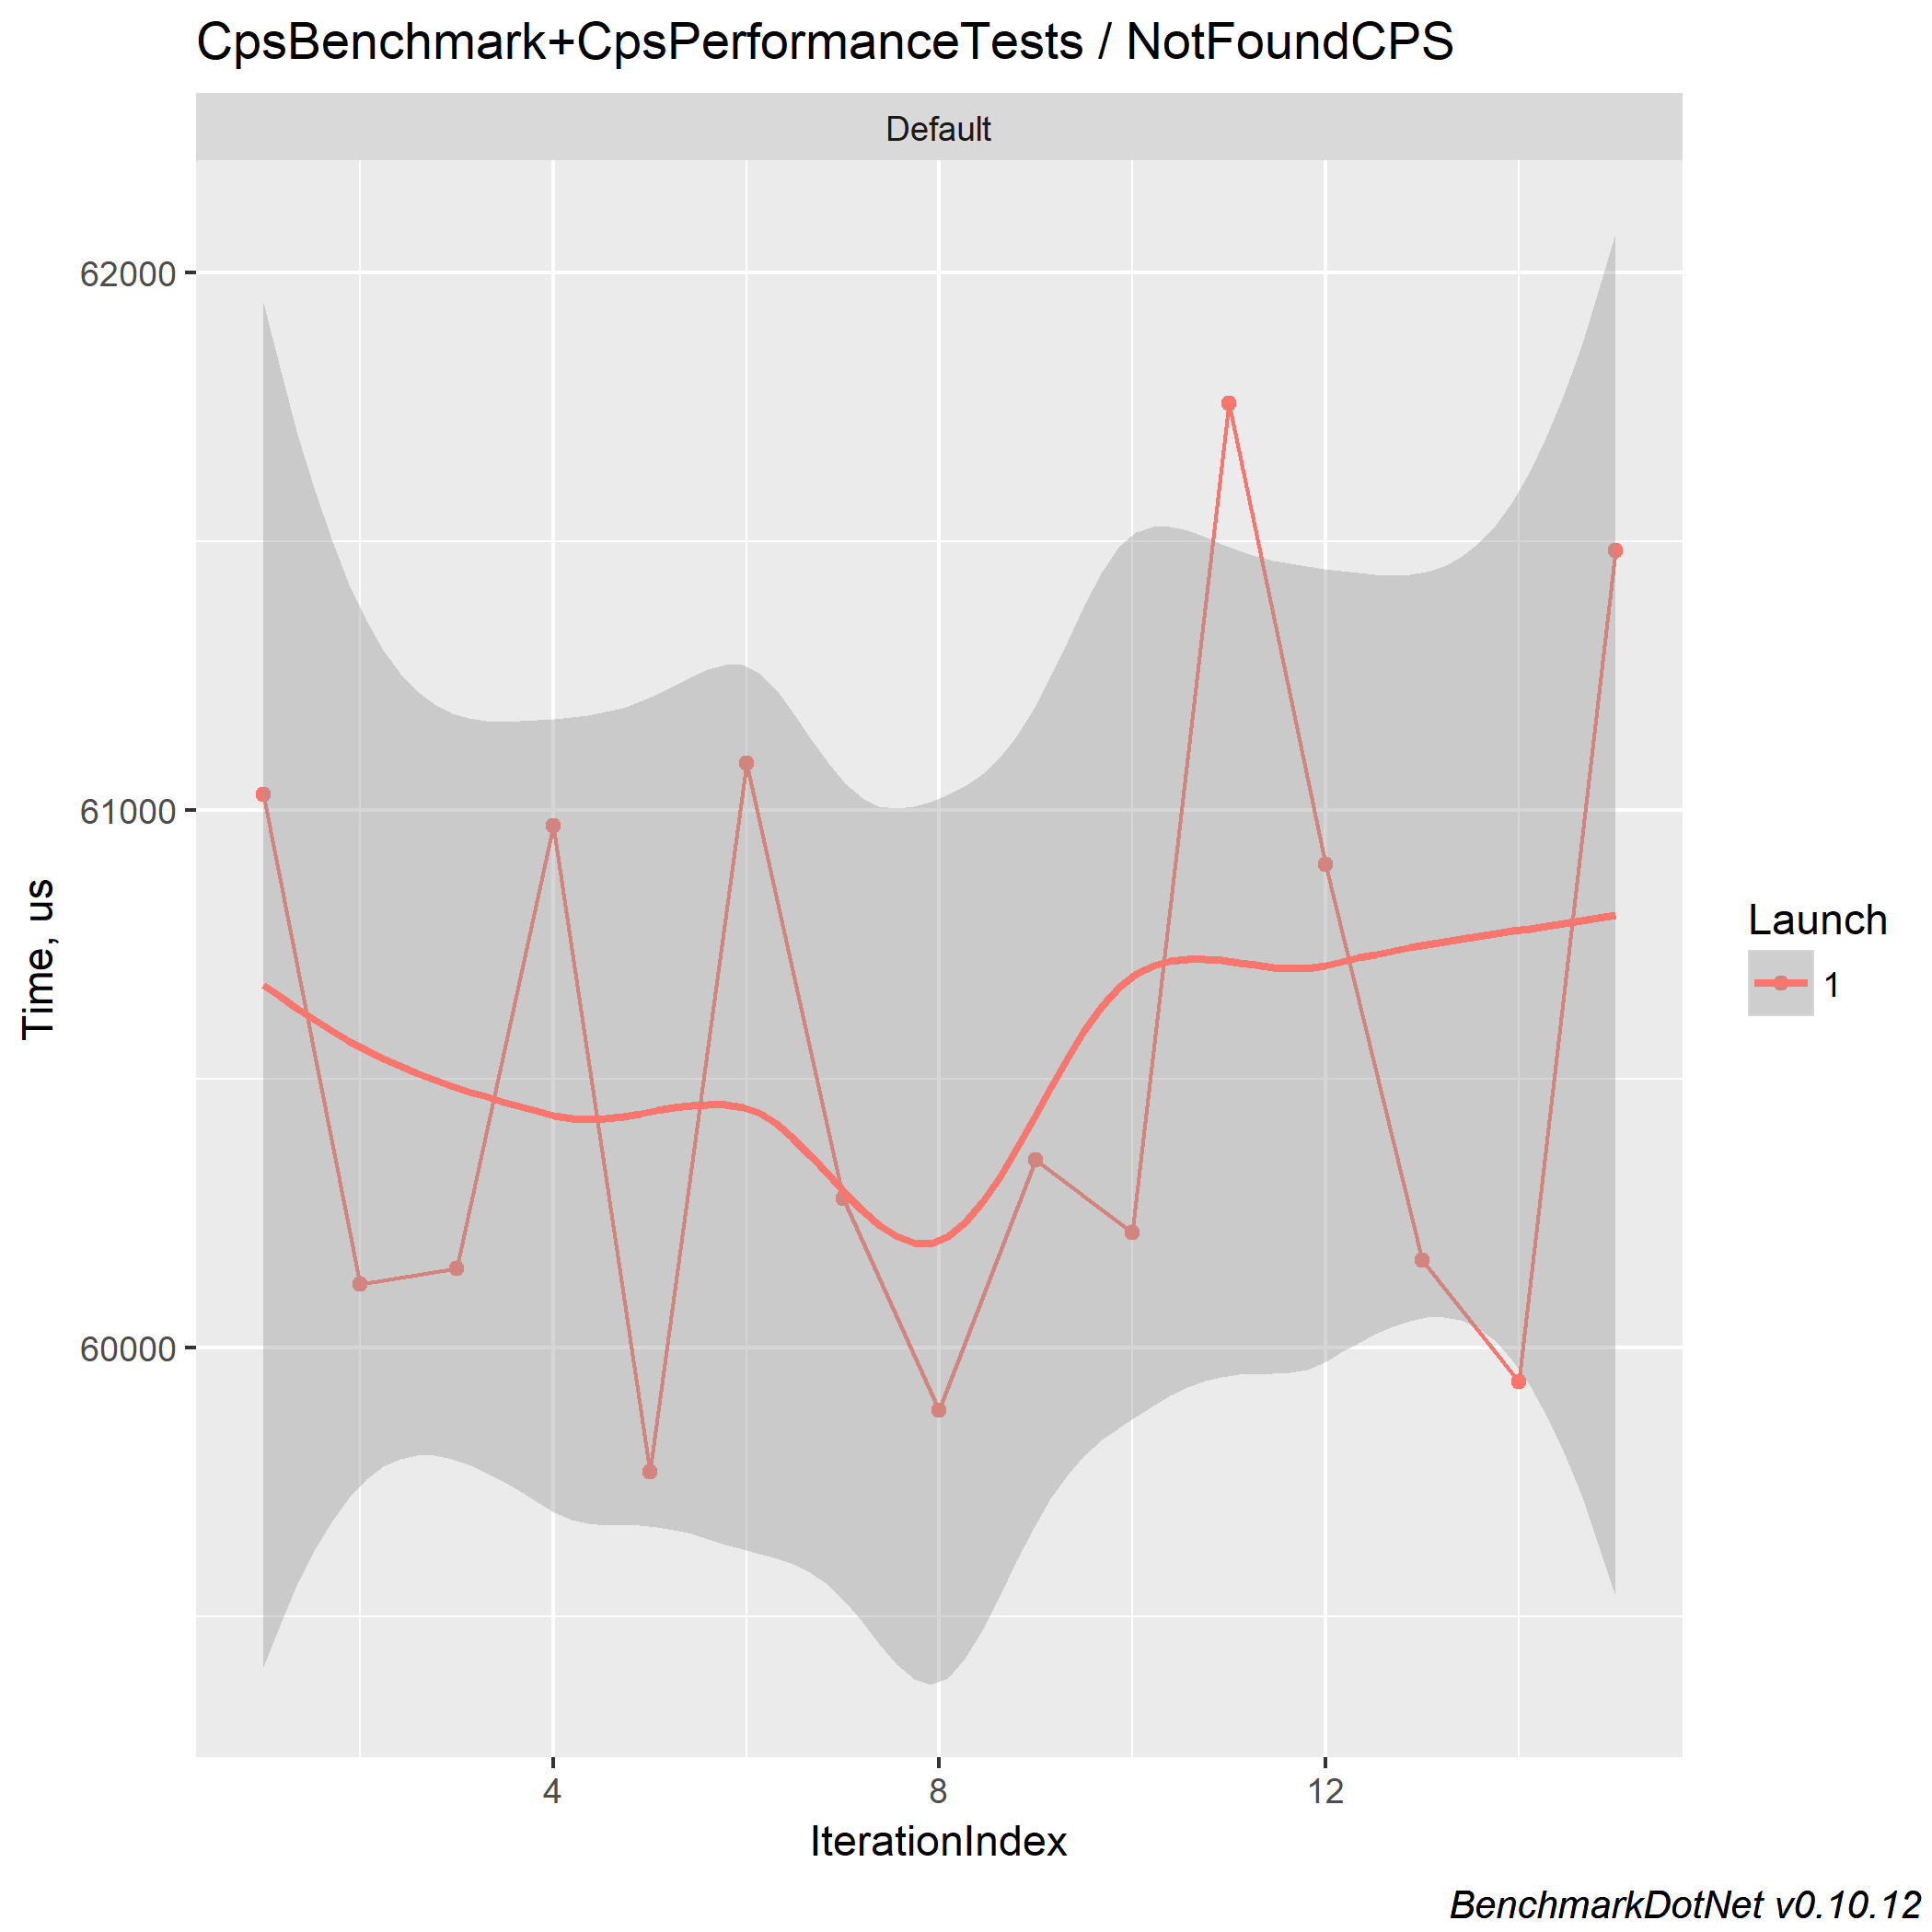 CpsBenchmark+CpsPerformanceTests / NotFoundCPS
Default
62000
61000
60000
Time, us
4 8 12
IterationIndex
Launch
1
BenchmarkDotNet v0.10.12